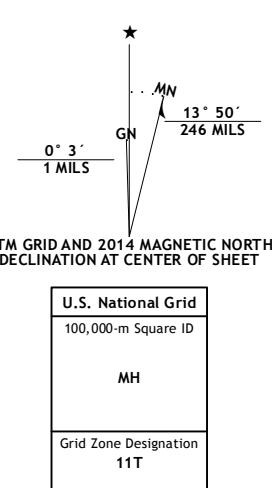 ★
MN
GN
13° 50´
246 MILS
0° 3´
1 MILS
TM GRID AND 2014 MAGNETIC NORTH
DECLINATION AT CENTER OF SHEET
U.S. National Grid
100,000-m Square ID
MH
Grid Zone Designation
11T